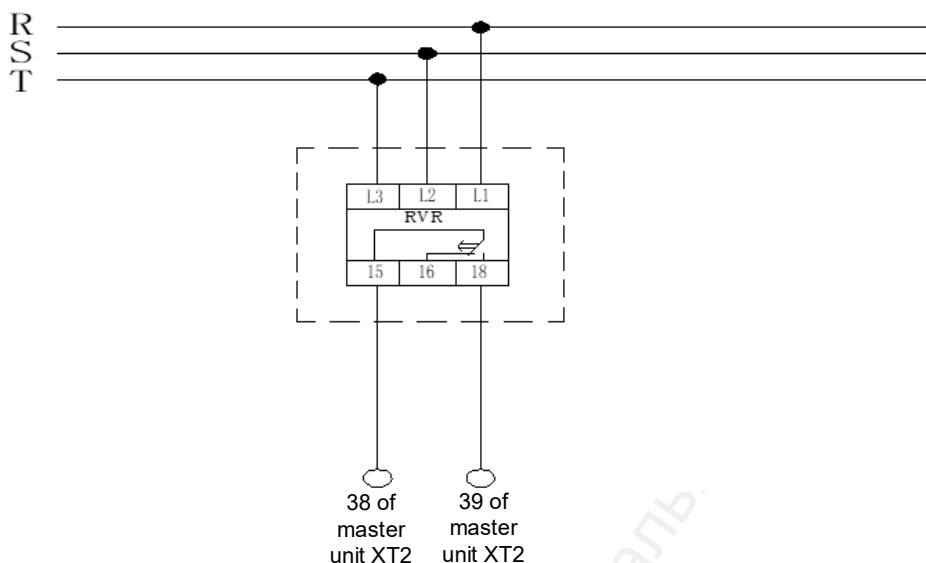 R
S
T
L3 L2 L1
RVR
15 16 18
38 of 39 of
master master
unit XT2 unit XT2